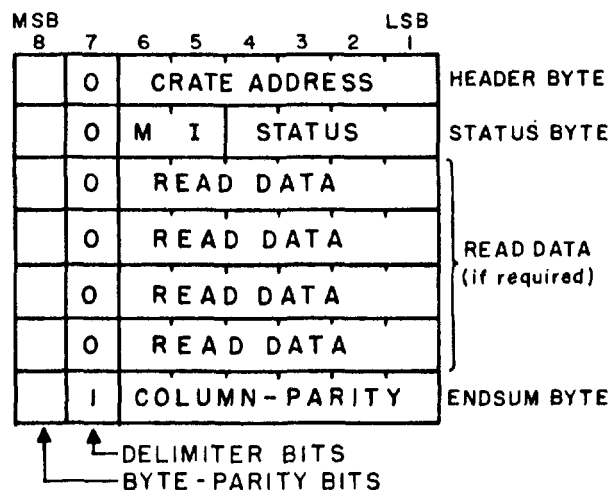 MSB LSB
8 7 6 5 4 3 2 1
0 CRATE ADDRESS HEADER BYTE
0 M I STATUS STATUS BYTE
0 READ DATA
0 READ DATA
READ DATA
(if required)
0 READ DATA
0 READ DATA
1 COLUMN-PARITY ENDSUM BYTE
DELIMITER BITS
BYTE-PARITY BITS